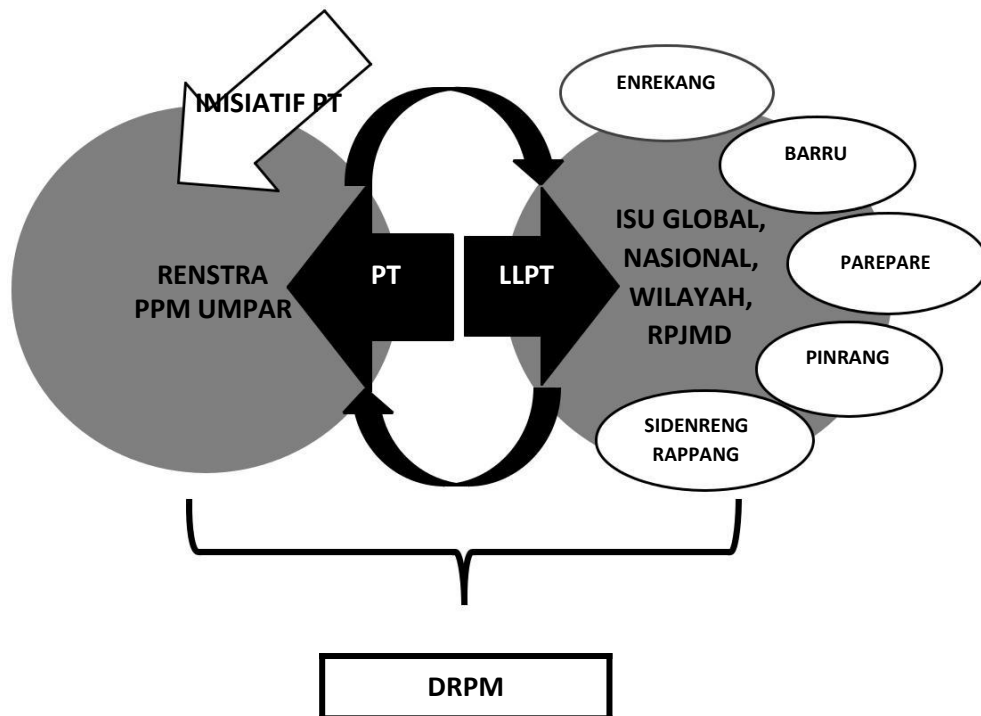 INISIATIF PT
RENSTRA
PPM UMPAR
PT
LLPT
ISU GLOBAL,
NASIONAL,
WILAYAH,
RPJMD
ENREKANG
BARRU
PAREPARE
PINRANG
SIDENRENG
RAPPANG
DRPM